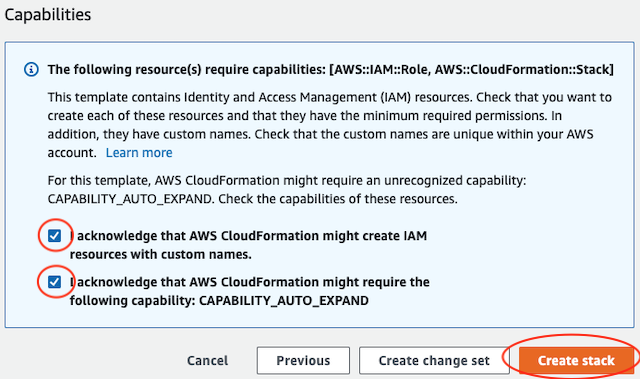 Capabilities
The following resource(s) require capabilities: [AWS::IAM::Role, AWS::CloudFormation::Stack]
This template contains Identity and Access Management (IAM) resources. Check that you want to
create each of these resources and that they have the minimum required permissions. In
addition, they have custom names. Check that the custom names are unique within your AWS
account. Learn more
For this template, AWS CloudFormation might require an unrecognized capability:
CAPABILITY_AUTO_EXPAND. Check the capabilities of these resources.
I acknowledge that AWS CloudFormation might create IAM
resources with custom names.
I acknowledge that AWS CloudFormation might require the
following capability: CAPABILITY_AUTO_EXPAND
Cancel Previous Create change set Create stack